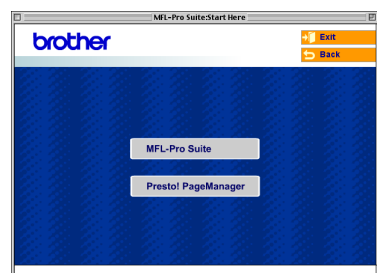 MFL-Pro Suite:Start Here
brother
Exit
Back
MFL-Pro Suite
Presto! PageManager